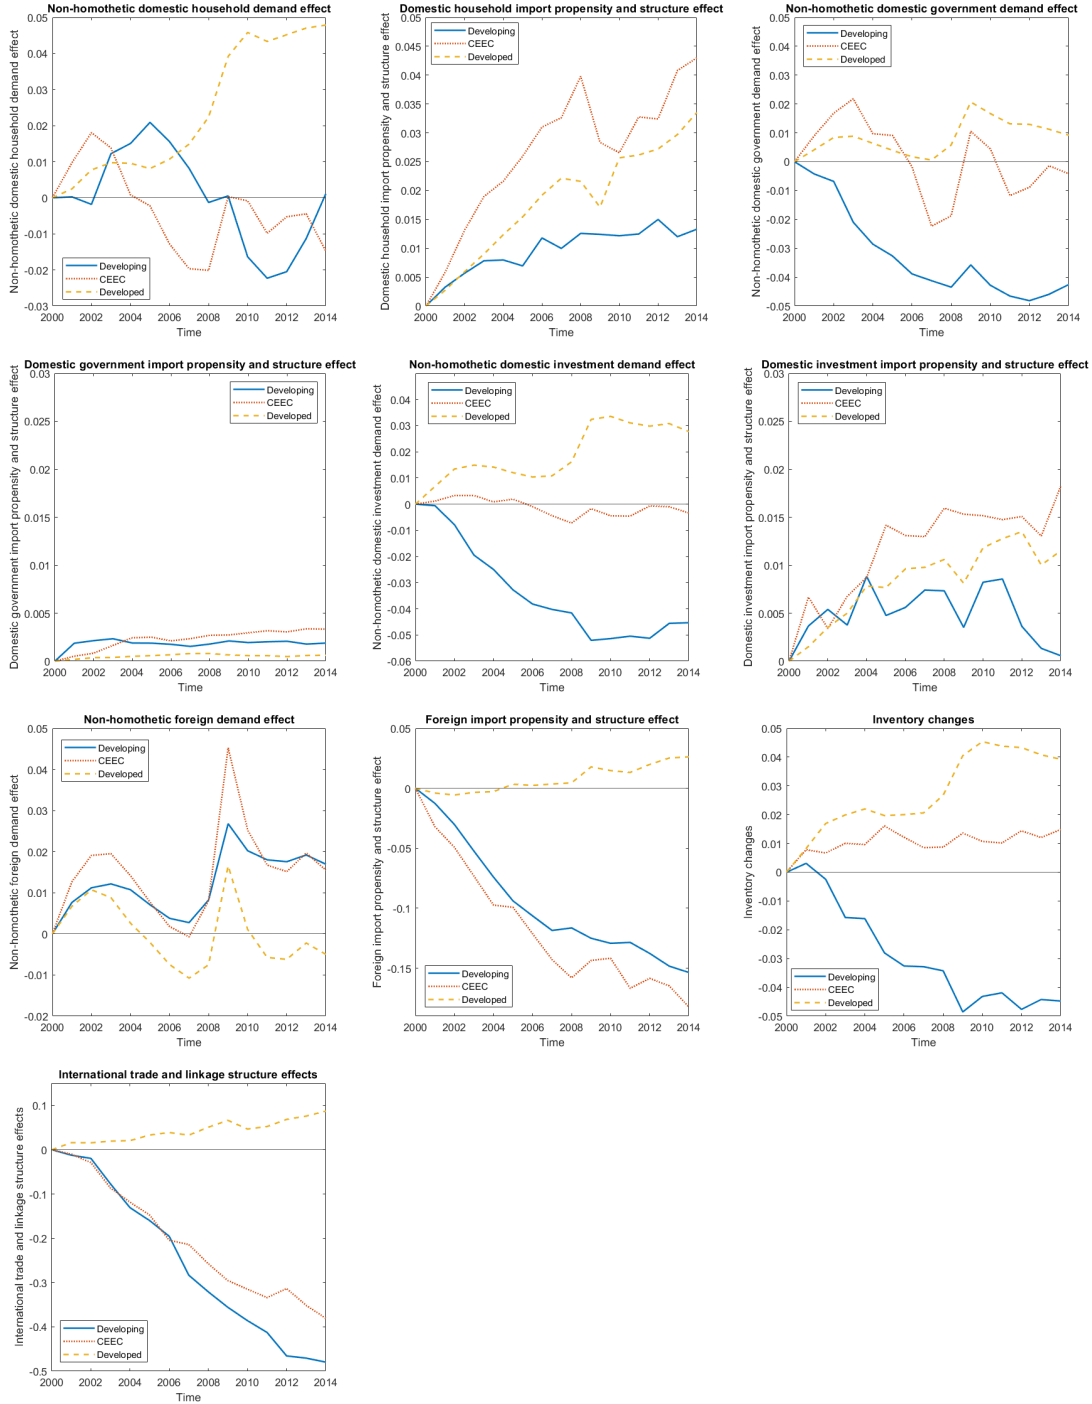 Non-homothetic domestic household demand effect
Non-homothetic domestic household demand effect
0.05
0.04
0.03
0.02
0.01
0
-0.01
-0.02
-0.03
Developing
CEEC
Developed
2000 2002 2004 2006 2008 2010 2012 2014
Time
Domestic household import propensity and structure effect
Domestic household import propensity and structure effect
0.05
0.045
0.04
0.035
0.03
0.025
0.02
0.015
0.01
0.005
0
Developing
CEEC
Developed
2000 2002 2004 2006 2008 2010 2012 2014
Time
Non-homothetic domestic government demand effect
Non-homothetic domestic government demand effect
0.05
0.04
0.03
0.02
0.01
0
-0.01
-0.02
-0.03
-0.04
-0.05
Developing
CEEC
Developed
2000 2002 2004 2006 2008 2010 2012 2014
Time
Domestic government import propensity and structure effect
Domestic government import propensity and structure effect
0.03
0.025
0.02
0.015
0.01
0.005
0
Developing
CEEC
Developed
2000 2002 2004 2006 2008 2010 2012 2014
Time
Non-homothetic domestic investment demand effect
Non-homothetic domestic investment demand effect
0.04
0.03
0.02
0.01
0
-0.01
-0.02
-0.03
-0.04
-0.05
-0.06
Developing
CEEC
Developed
2000 2002 2004 2006 2008 2010 2012 2014
Time
Domestic investment import propensity and structure effect
Domestic investment import propensity and structure effect
0.03
0.025
0.02
0.015
0.01
0.005
0
Developing
CEEC
Developed
2000 2002 2004 2006 2008 2010 2012 2014
Time
Non-homothetic foreign demand effect
Non-homothetic foreign demand effect
0.05
0.04
0.03
0.02
0.01
0
-0.01
-0.02
Developing
CEEC
Developed
2000 2002 2004 2006 2008 2010 2012 2014
Time
Foreign import propensity and structure effect
Foreign import propensity and structure effect
0.05
0
-0.05
-0.1
-0.15
Developing
CEEC
Developed
2000 2002 2004 2006 2008 2010 2012 2014
Time
Inventory changes
Inventory changes
0.05
0.04
0.03
0.02
0.01
0
-0.01
-0.02
-0.03
-0.04
-0.05
Developing
CEEC
Developed
2000 2002 2004 2006 2008 2010 2012 2014
Time
International trade and linkage structure effects
International trade and linkage structure effects
0.1
0
-0.1
-0.2
-0.3
-0.4
-0.5
Developing
CEEC
Developed
2000 2002 2004 2006 2008 2010 2012 2014
Time